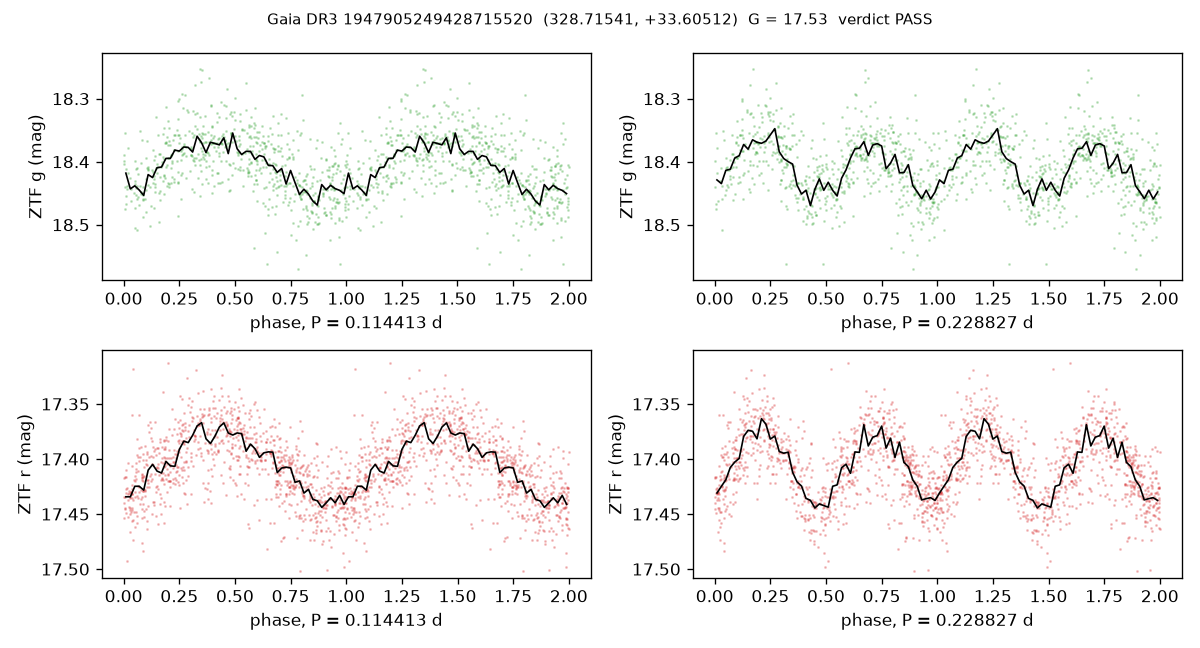 Gaia DR3 1947905249428715520 (328.71541, +33.60512) G = 17.53 verdict PASS
ZTF g (mag)
18.3
18.4
18.5
0.00 0.25 0.50 0.75 1.00 1.25 1.50 1.75 2.00
phase, P = 0.114413 d
ZTF g (mag)
18.3
18.4
18.5
0.00 0.25 0.50 0.75 1.00 1.25 1.50 1.75 2.00
phase, P = 0.228827 d
ZTF r (mag)
17.35
17.40
17.45
17.50
0.00 0.25 0.50 0.75 1.00 1.25 1.50 1.75 2.00
phase, P = 0.114413 d
ZTF r (mag)
17.35
17.40
17.45
17.50
0.00 0.25 0.50 0.75 1.00 1.25 1.50 1.75 2.00
phase, P = 0.228827 d